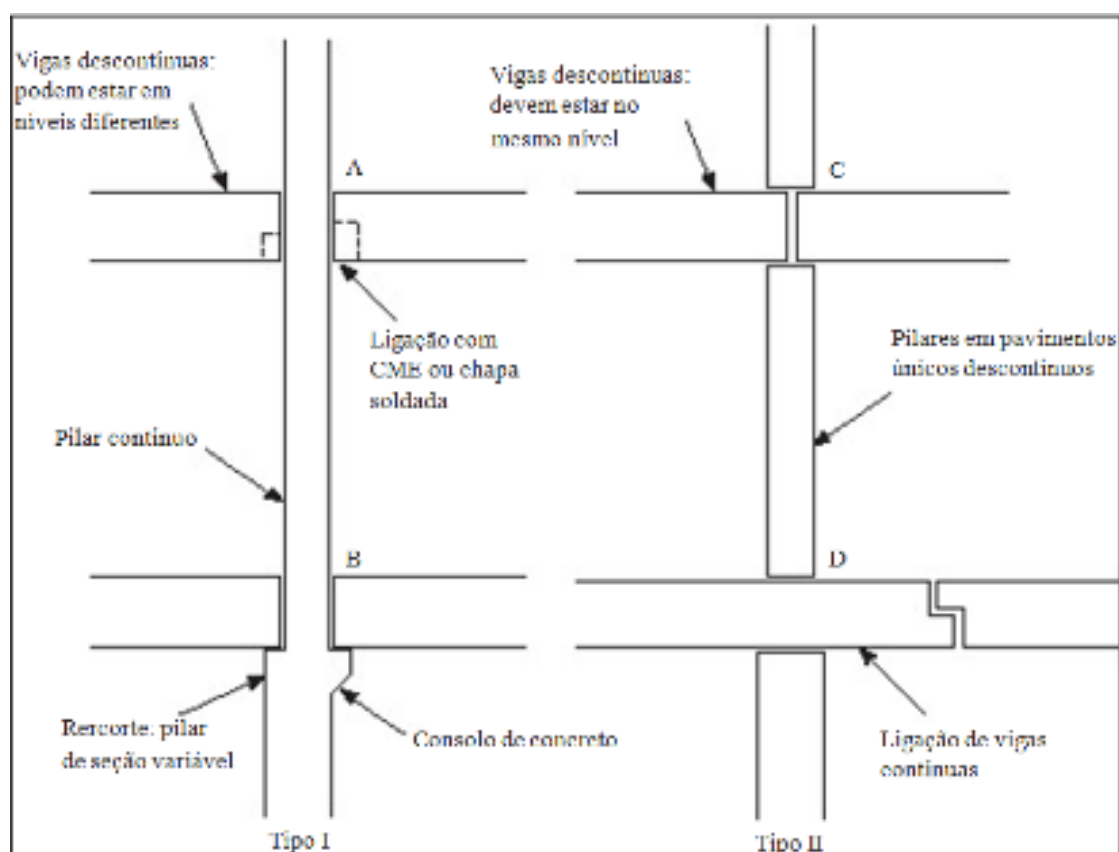 Vigas descontínuas:
podem estar em
níveis diferentes
Vigas descontínuas:
devem estar no
mesmo nível
A
C
Ligação com
CME ou chapa
soldada
Pilares em pavimentos
únicos descontínuos
Pilar contínuo
B
D
Rercorte: pilar
de seção variável
Consolo de concreto
Ligação de vigas
contínuas
Tipo I
Tipo II